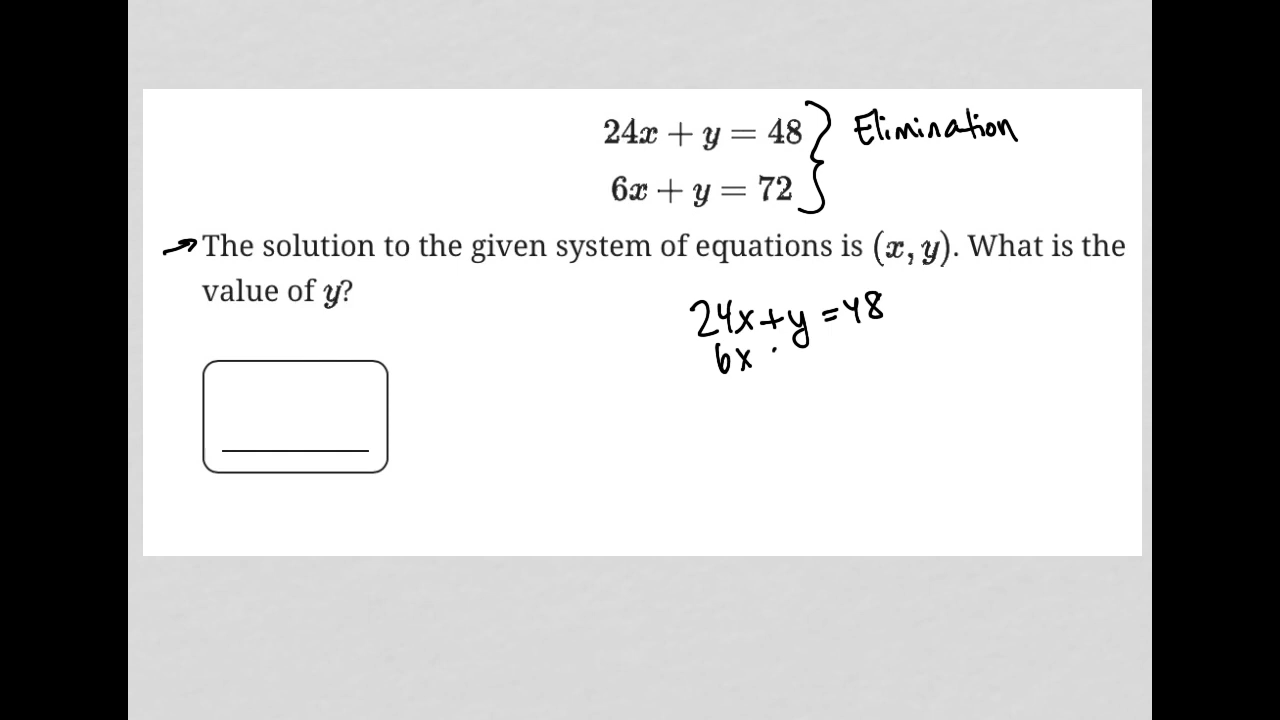 24x + y = 48
Elimination
6x + y = 72
The solution to the given system of equations is (x, y). What is the
value of y?
24x+y =48
6x